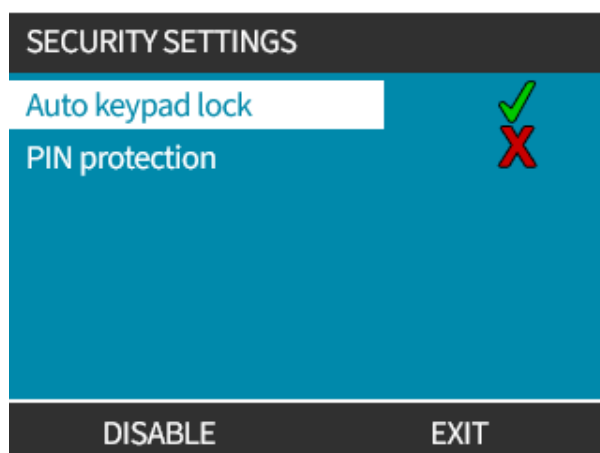 SECURITY SETTINGS
Auto keypad lock
PIN protection
DISABLE EXIT